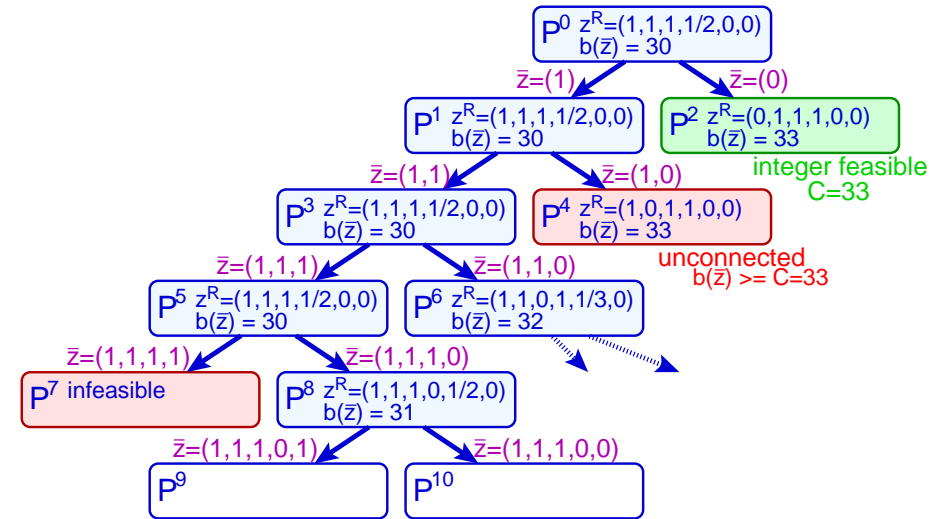 P⁰ zᴿ=(1,1,1,1/2,0,0)
b(z̄) = 30
z̄=(1)
z̄=(0)
P¹ zᴿ=(1,1,1,1/2,0,0)
b(z̄) = 30
P² zᴿ=(0,1,1,1,0,0)
b(z̄) = 33
integer feasible
C=33
z̄=(1,1)
z̄=(1,0)
P³ zᴿ=(1,1,1,1/2,0,0)
b(z̄) = 30
P⁴ zᴿ=(1,0,1,1,0,0)
b(z̄) = 33
unconnected
b(z̄) >= C=33
z̄=(1,1,1)
z̄=(1,1,0)
P⁵ zᴿ=(1,1,1,1/2,0,0)
b(z̄) = 30
P⁶ zᴿ=(1,1,0,1,1/3,0)
b(z̄) = 32
z̄=(1,1,1,1)
z̄=(1,1,1,0)
P⁷ infeasible
P⁸ zᴿ=(1,1,1,0,1/2,0)
b(z̄) = 31
z̄=(1,1,1,0,1)
z̄=(1,1,1,0,0)
P⁹
P¹⁰